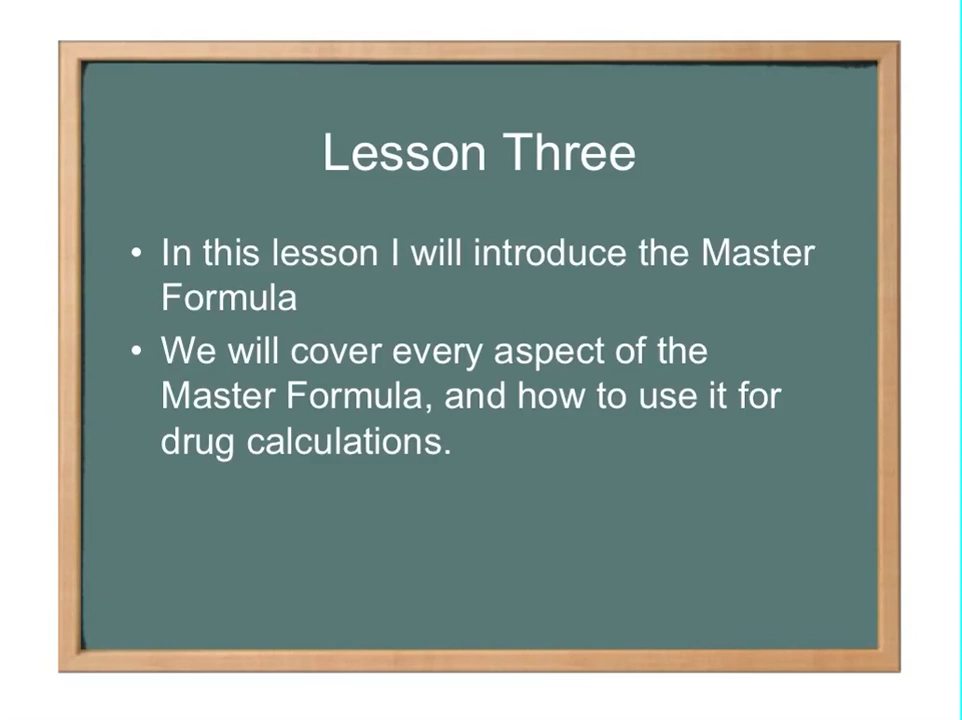 Lesson Three
• In this lesson I will introduce the Master
Formula
• We will cover every aspect of the
Master Formula, and how to use it for
drug calculations.